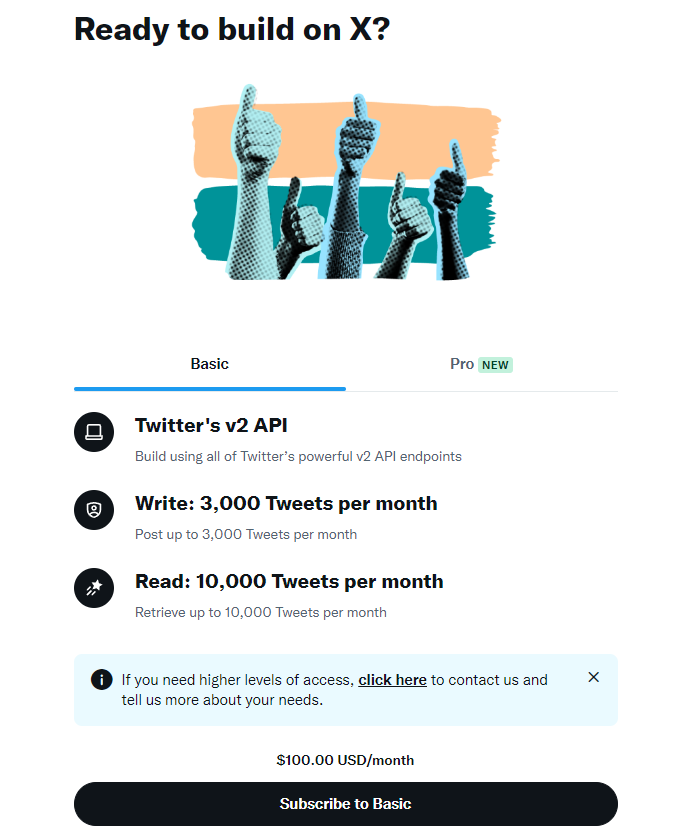 Ready to build on X?
Basic
Pro NEW
Twitter's v2 API
Build using all of Twitter's powerful v2 API endpoints
Write: 3,000 Tweets per month
Post up to 3,000 Tweets per month
Read: 10,000 Tweets per month
Retrieve up to 10,000 Tweets per month
If you need higher levels of access, click here to contact us and
tell us more about your needs.
$100.00 USD/month
Subscribe to Basic